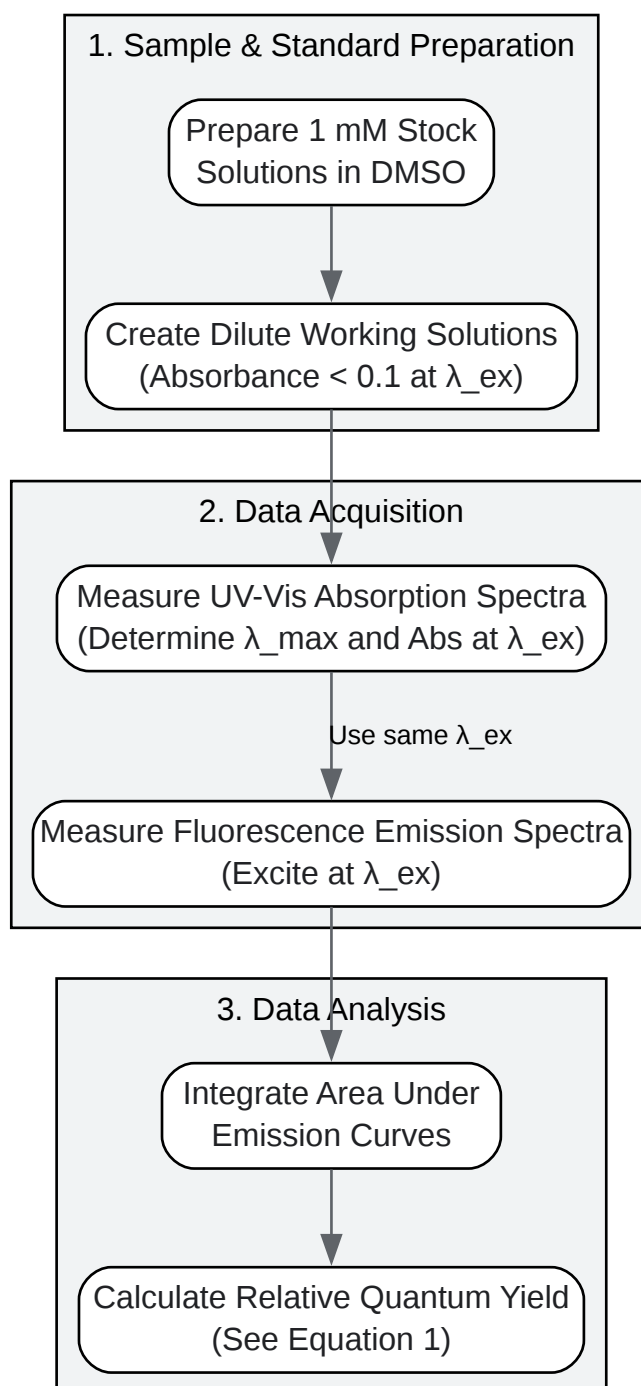 1. Sample & Standard Preparation
Prepare 1 mM Stock
Solutions in DMSO
Create Dilute Working Solutions
(Absorbance < 0.1 at λ_ex)
2. Data Acquisition
Measure UV-Vis Absorption Spectra
(Determine λ_max and Abs at λ_ex)
Use same λ_ex
Measure Fluorescence Emission Spectra
(Excite at λ_ex)
3. Data Analysis
Integrate Area Under
Emission Curves
Calculate Relative Quantum Yield
(See Equation 1)